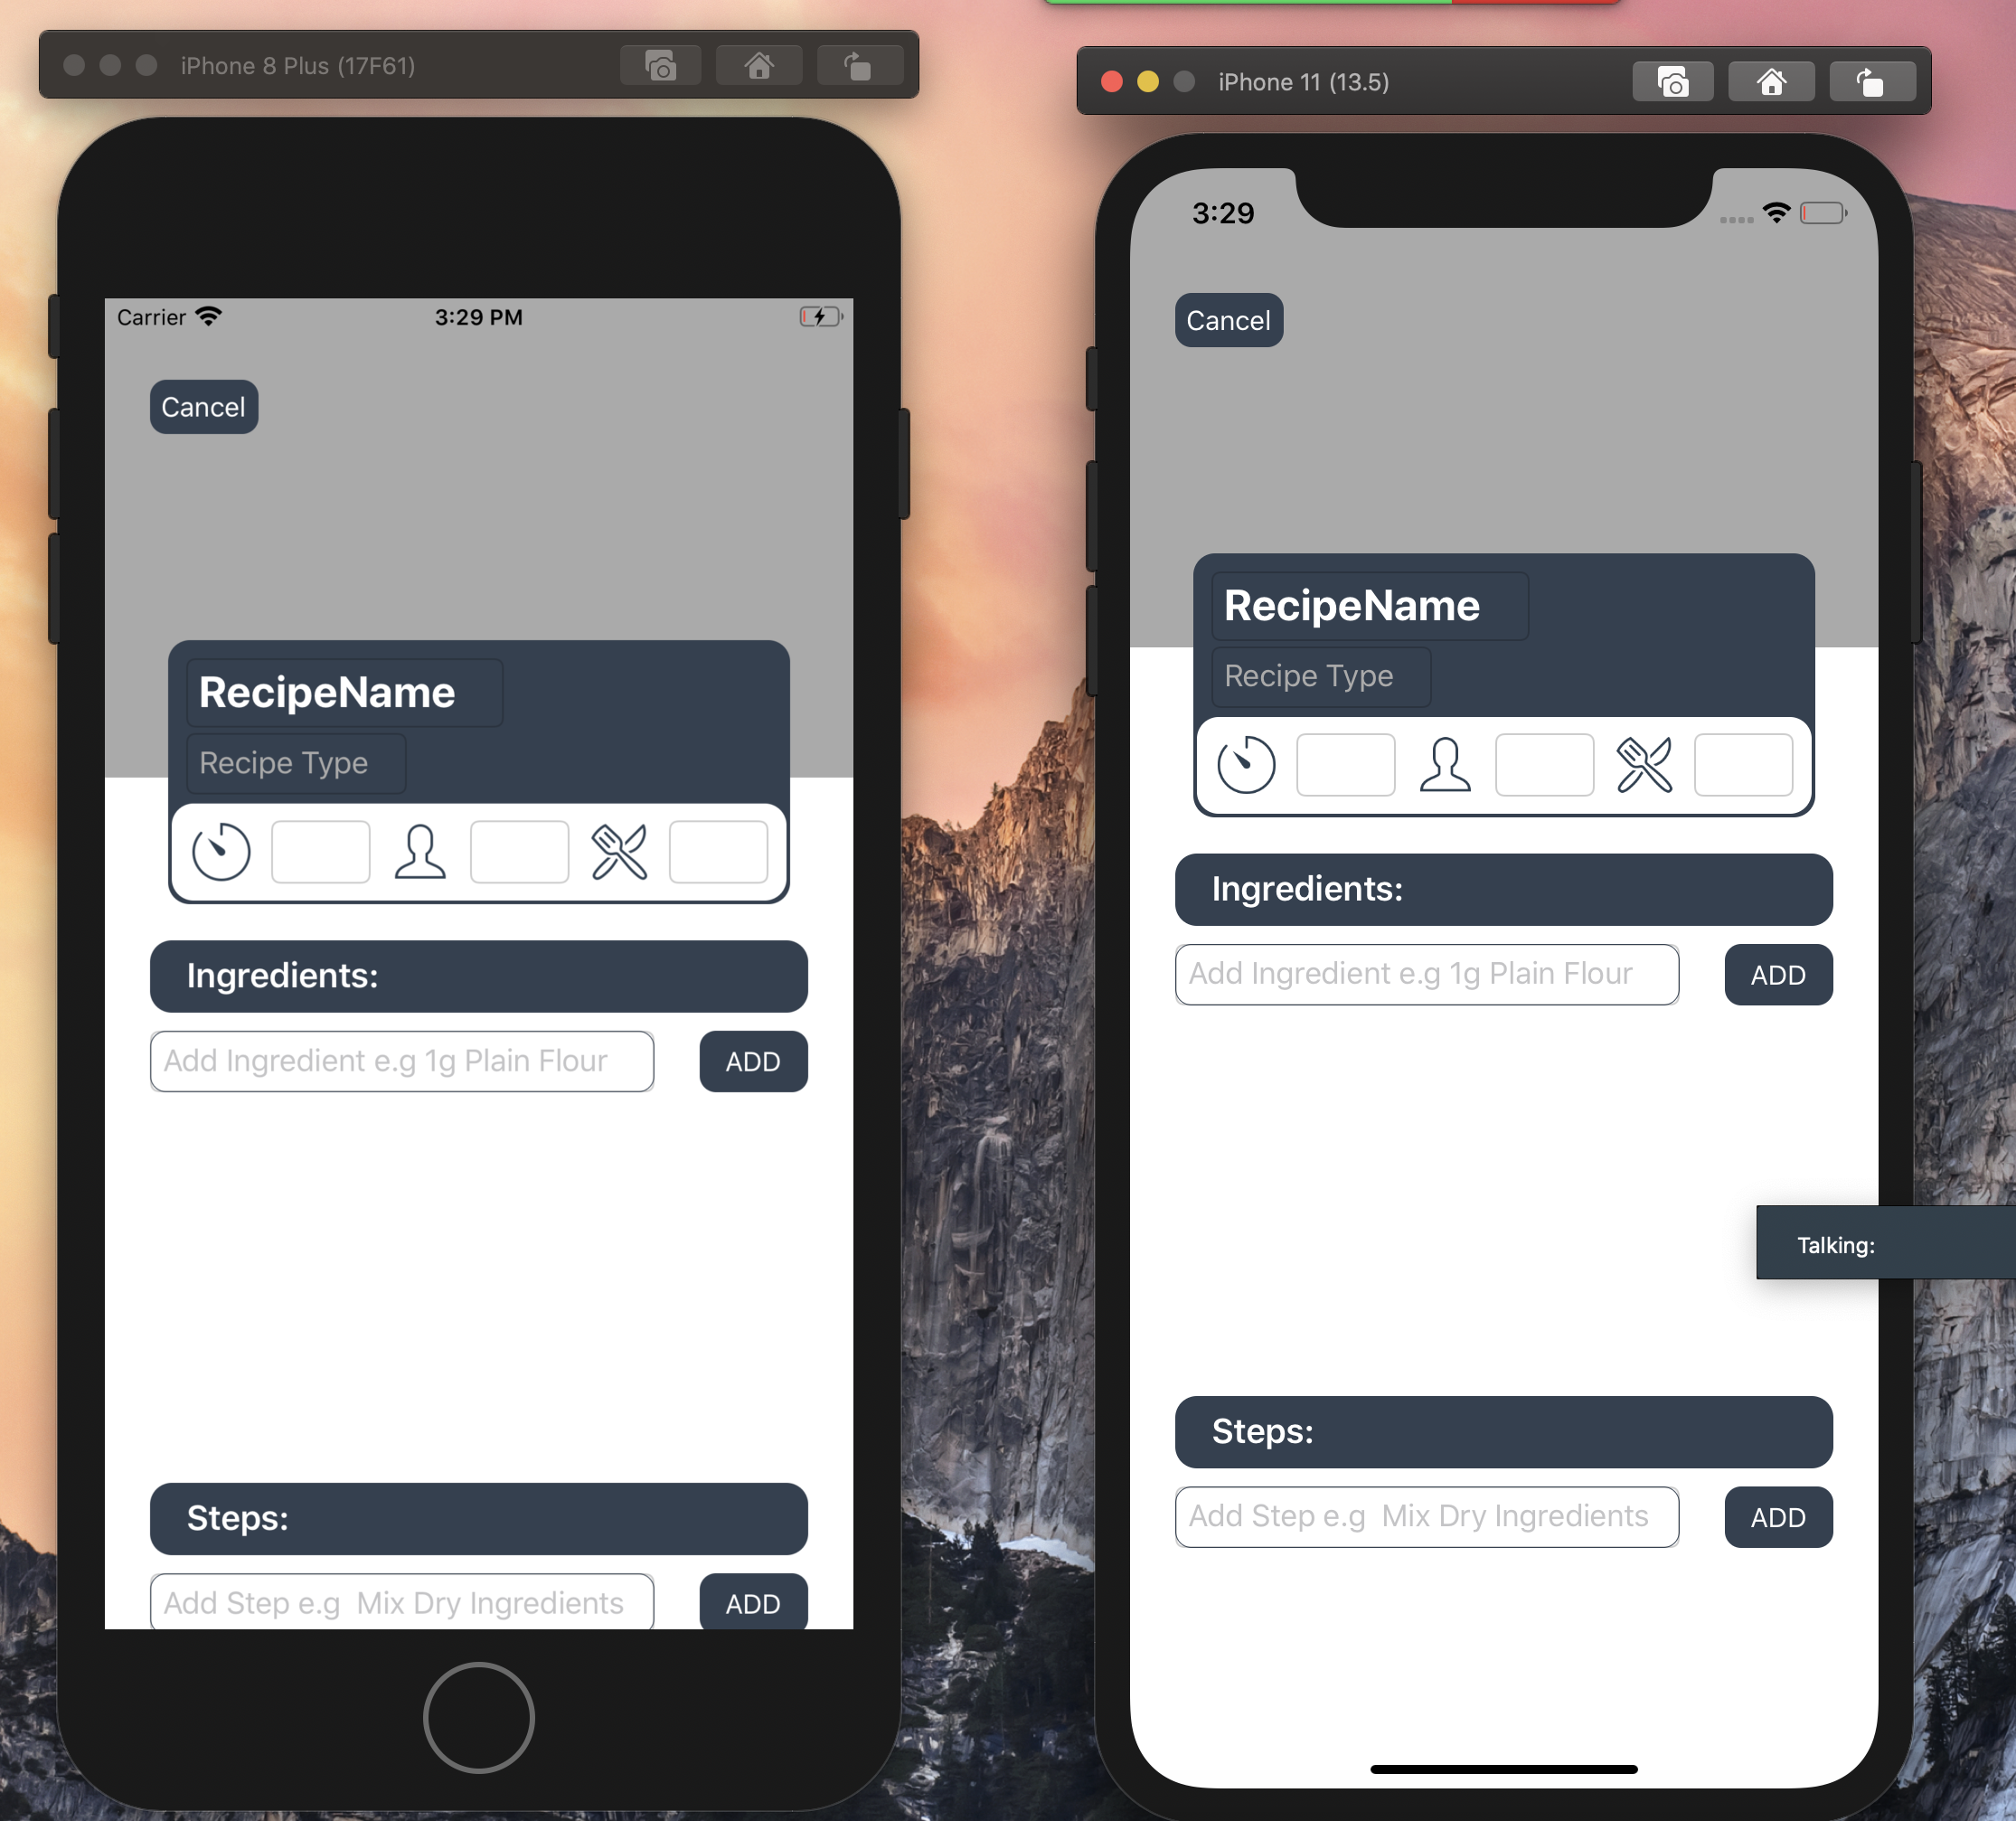 iPhone 8 Plus (17F61)
Carrier
3:29 PM
Cancel
RecipeName
Recipe Type
Ingredients:
Add Ingredient e.g 1g Plain Flour
ADD
Steps:
Add Step e.g  Mix Dry Ingredients
ADD
iPhone 11 (13.5)
3:29
Cancel
RecipeName
Recipe Type
Ingredients:
Add Ingredient e.g 1g Plain Flour
ADD
Talking:
Steps:
Add Step e.g  Mix Dry Ingredients
ADD